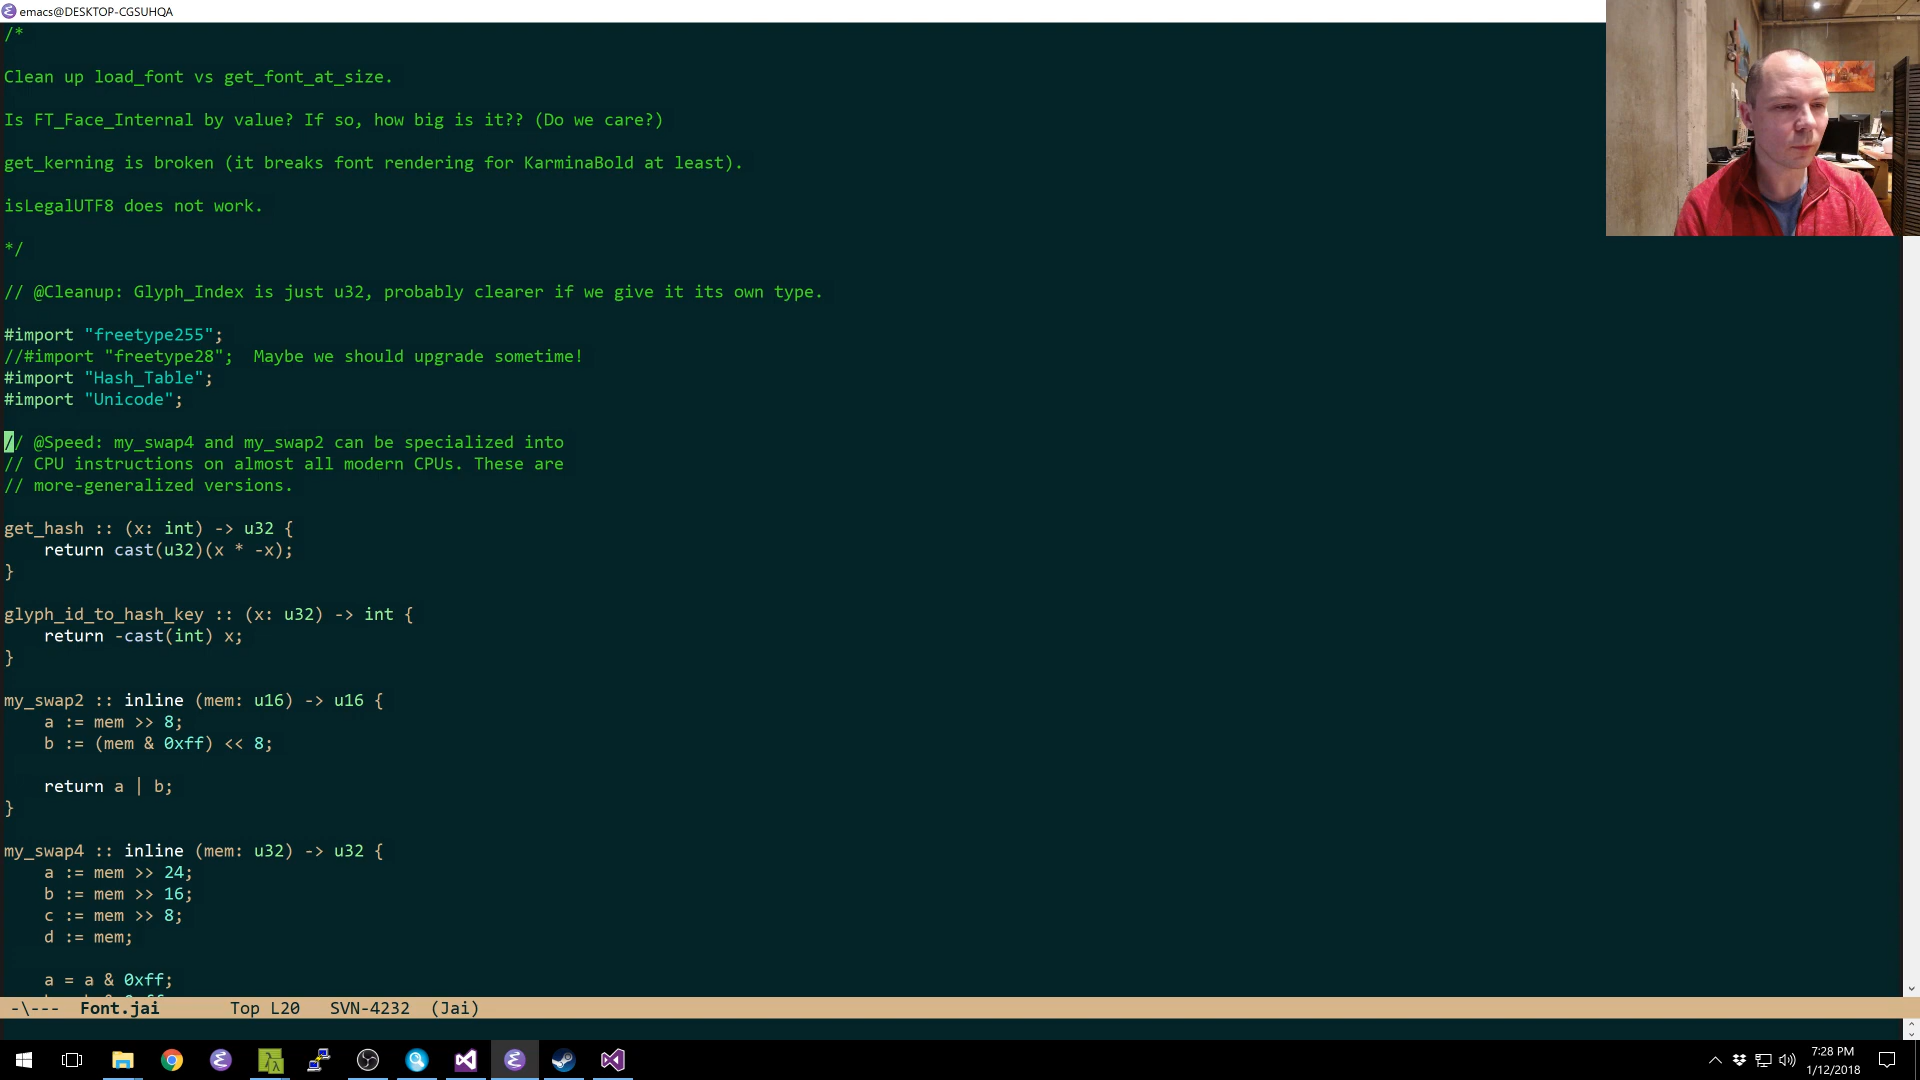 emacs@DESKTOP-CGSUHQA
/*
Clean up load_font vs get_font_at_size.
Is FT_Face_Internal by value? If so, how big is it?? (Do we care?)
get_kerning is broken (it breaks font rendering for KarminaBold at least).
isLegalUTF8 does not work.
*/
// @Cleanup: Glyph_Index is just u32, probably clearer if we give it its own type.
#import "freetype255";
//#import "freetype28";  Maybe we should upgrade sometime!
#import "Hash_Table";
#import "Unicode";
// @Speed: my_swap4 and my_swap2 can be specialized into
// CPU instructions on almost all modern CPUs. These are
// more-generalized versions.
get_hash :: (x: int) -> u32 {
    return cast(u32)(x * -x);
}
glyph_id_to_hash_key :: (x: u32) -> int {
    return -cast(int) x;
}
my_swap2 :: inline (mem: u16) -> u16 {
    a := mem >> 8;
    b := (mem & 0xff) << 8;
    return a | b;
}
my_swap4 :: inline (mem: u32) -> u32 {
    a := mem >> 24;
    b := mem >> 16;
    c := mem >> 8;
    d := mem;
    a = a & 0xff;
-\---  Font.jai       Top L20   SVN-4232  (Jai)
7:28 PM
1/12/2018